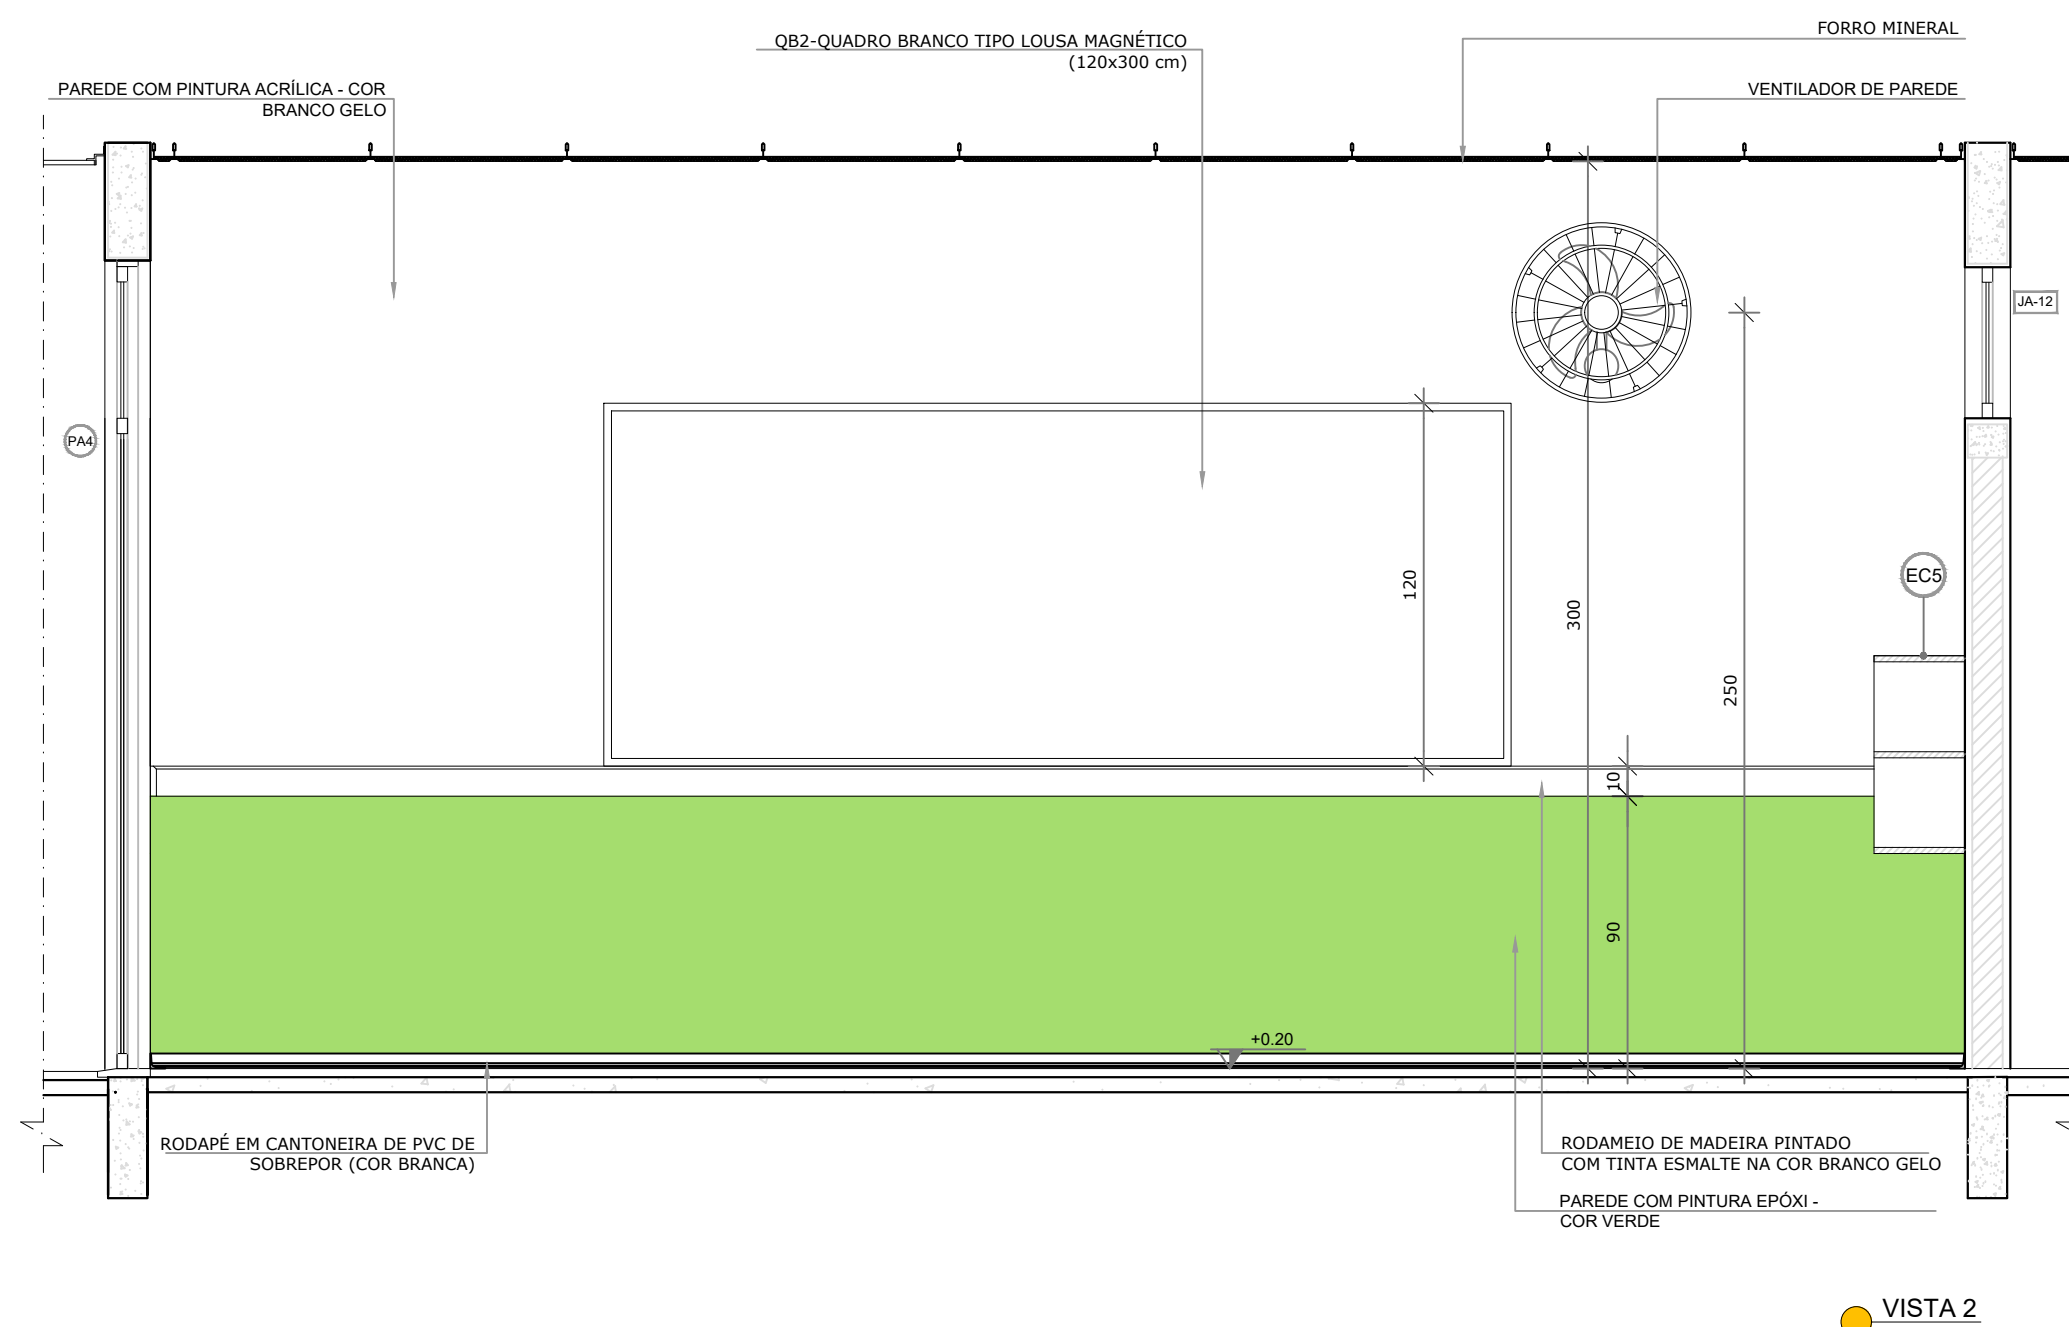 FORRO MINERAL
QB2-QUADRO BRANCO TIPO LOUSA MAGNÉTICO
(120x300 cm)
PAREDE COM PINTURA ACRÍLICA - COR
BRANCO GELO
VENTILADOR DE PAREDE
JA-12
PA4
EC5
120
300
250
10
90
+0.20
RODAPÉ EM CANTONEIRA DE PVC DE
SOBREPOR (COR BRANCA)
RODAMEIO DE MADEIRA PINTADO
COM TINTA ESMALTE NA COR BRANCO GELO
PAREDE COM PINTURA EPÓXI -
COR VERDE
VISTA 2